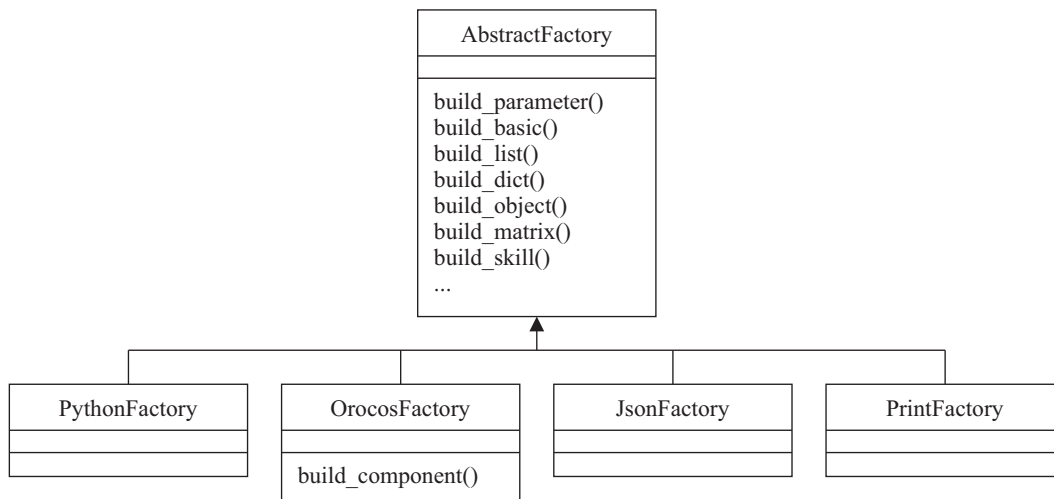 AbstractFactory
build_parameter()
build_basic()
build_list()
build_dict()
build_object()
build_matrix()
build_skill()
...
PythonFactory
OrocosFactory
JsonFactory
PrintFactory
build_component()